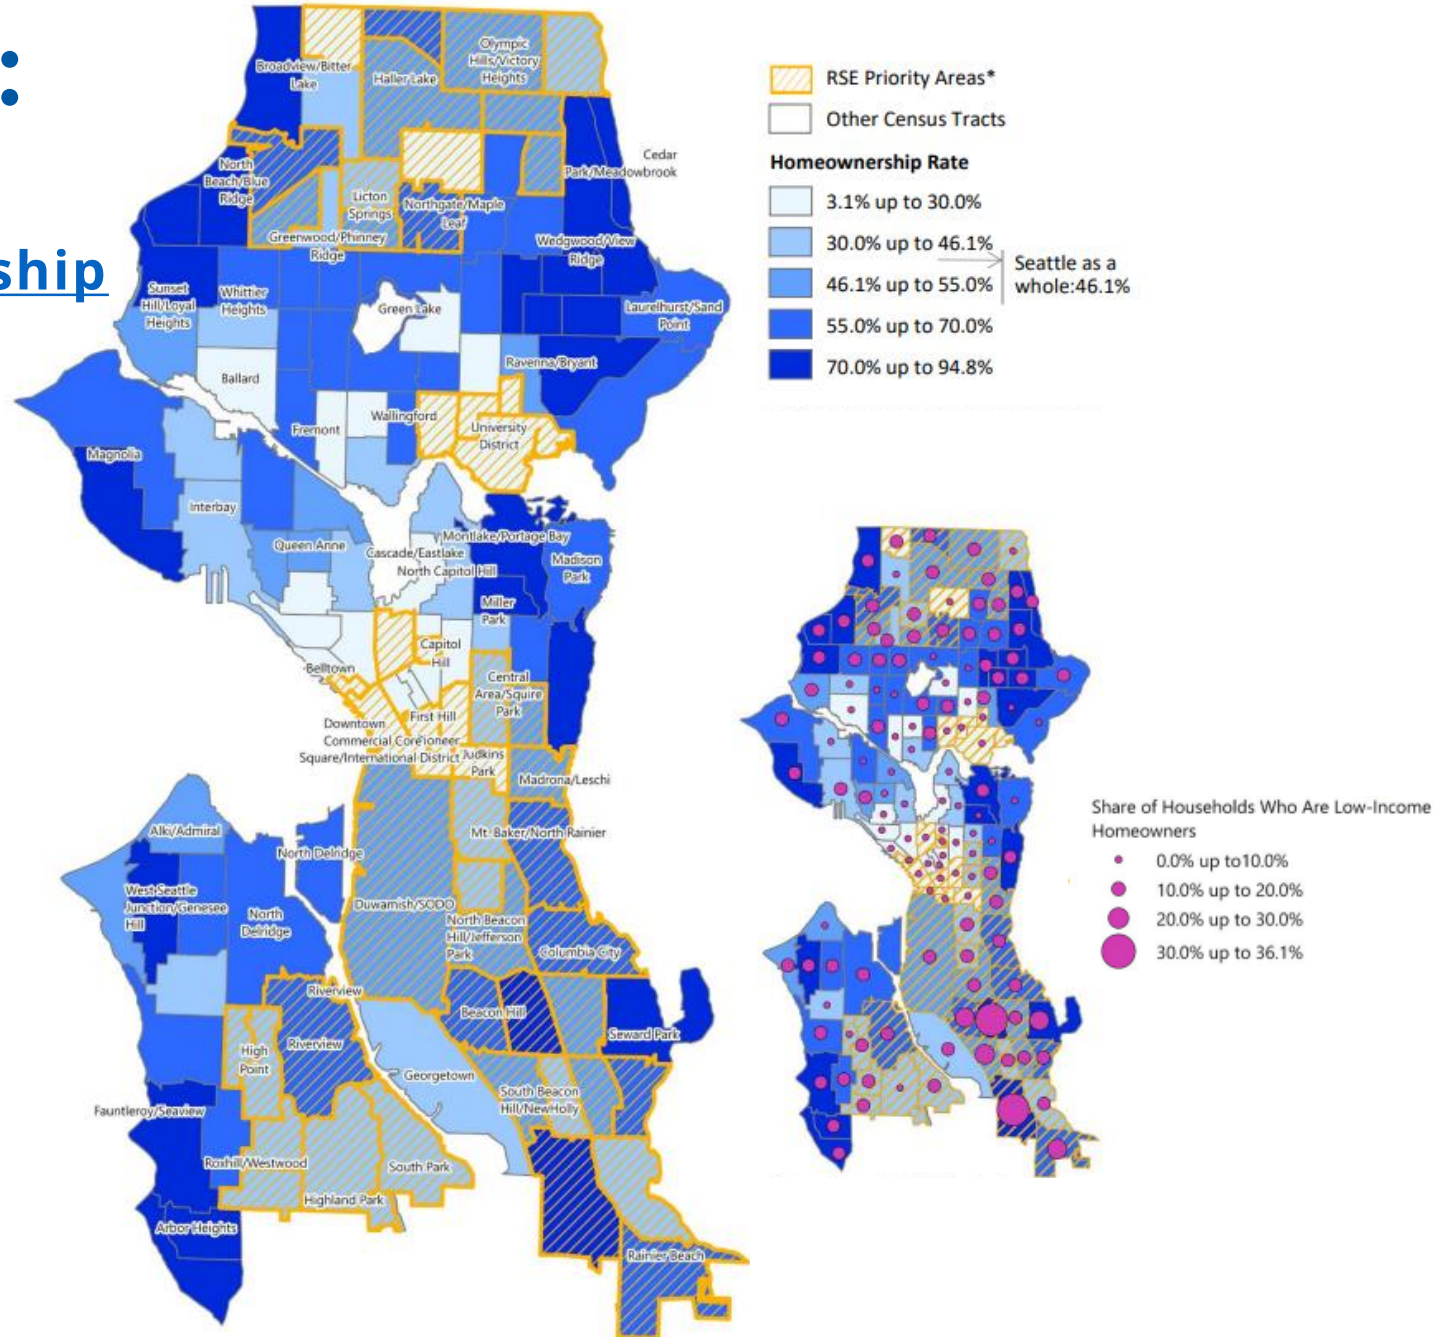 :
ship
Broadview/Bitter
Lake
Haller Lake
Olympic
Hills/Victory
Heights
Cedar
Park/Meadowbrook
North
Beach/Blue
Ridge
Licton
Springs
Northgate/Maple
Leaf
Greenwood/Phinney
Ridge
Wedgwood/View
Ridge
Sunset
Hill/Loyal
Heights
Whittier
Heights
Green Lake
Laurelhurst/Sand
Point
Ballard
Ravenna/Bryant
Fremont
Wallingford
University
District
Magnolia
Interbay
Queen Anne
Cascade/Eastlake
Montlake/Portage Bay
North Capitol Hill
Madison
Park
Miller
Park
Capitol
Hill
Belltown
Central
Area/Squire
Park
First Hill
Downtown
Commercial Core
Pioneer
Square/International District
Judkins
Park
Madrona/Leschi
Alki/Admiral
North Delridge
Mt. Baker/North Rainier
West Seattle
Junction/Genesee
Hill
North
Delridge
Duwamish/SODO
North Beacon
Hill/Jefferson
Park
Columbia City
Riverview
Beacon Hill
Seward Park
Riverview
High
Point
Georgetown
South Beacon
Hill/NewHolly
Fauntleroy/Seaview
Roxhill/Westwood
South Park
Highland Park
Arbor Heights
Rainier Beach
RSE Priority Areas*
Other Census Tracts
Homeownership Rate
3.1% up to 30.0%
30.0% up to 46.1%
46.1% up to 55.0%
55.0% up to 70.0%
70.0% up to 94.8%
Seattle as a
whole:46.1%
Share of Households Who Are Low-Income
Homeowners
0.0% up to10.0%
10.0% up to 20.0%
20.0% up to 30.0%
30.0% up to 36.1%